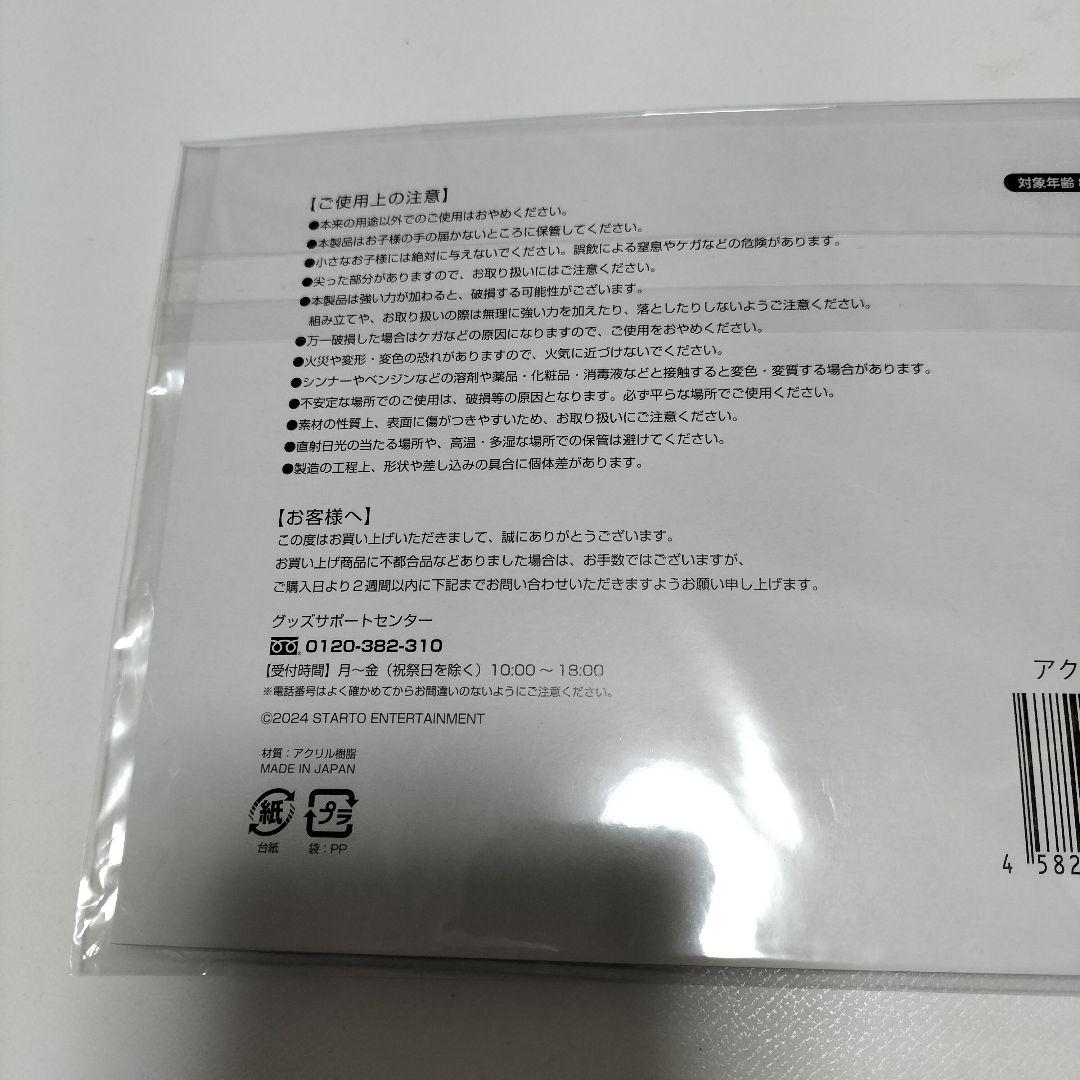 【ご使用上の注意】
対象年齢
●本来の用途以外でのご使用はおやめください。
●本製品はお子様の手の届かないところに保管してください。
●小さなお子様には絶対に与えないでください。誤飲による窒息やケガなどの危険があります。
●尖った部分がありますので、お取り扱いにはご注意ください。
●本製品は強い力が加わると、破損する可能性がございます。
組み立てや、お取り扱いの際は無理に強い力を加えたり、落としたりしないようご注意ください。
●万一破損した場合はケガなどの原因になりますので、ご使用をおやめください。
●火災や変形・変色の恐れがありますので、火気に近づけないでください。
●シンナーやベンジンなどの溶剤や薬品・化粧品・消毒液などと接触すると変色・変質する場合があります。
●不安定な場所でのご使用は、破損等の原因となります。必ず平らな場所でご使用ください。
●素材の性質上、表面に傷がつきやすいため、お取り扱いにご注意ください。
●直射日光の当たる場所や、高温・多湿な場所での保管は避けてください。
●製造の工程上、形状や差し込みの具合に個体差があります。
【お客様へ】
この度はお買い上げいただきまして、誠にありがとうございます。
お買い上げ商品に不都合品などありました場合は、お手数ではございますが、
ご購入日より2週間以内に下記までお問い合わせいただきますようお願い申し上げます。
グッズサポートセンター
0120-382-310
【受付時間】月～金（祝祭日を除く）10:00～18:00
※電話番号はよく確かめてからお間違いのないようにご注意ください。
©2024 STARTO ENTERTAINMENT
材質：アクリル樹脂
MADE IN JAPAN
紙 プラ
台紙 袋：PP
アク
4 582